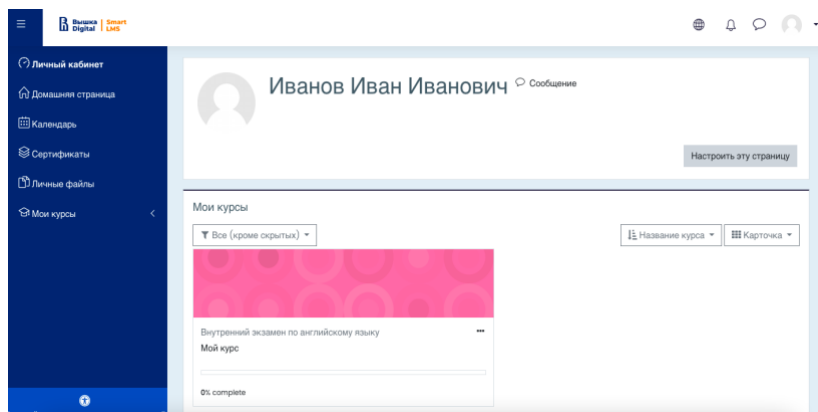 Вышка Digital | Smart LMS
Личный кабинет
Домашняя страница
Календарь
Сертификаты
Личные файлы
Мои курсы
Иванов Иван Иванович
Сообщение
Настроить эту страницу
Мои курсы
Все (кроме скрытых)
Название курса
Карточка
Внутренний экзамен по английскому языку
Мой курс
0% complete